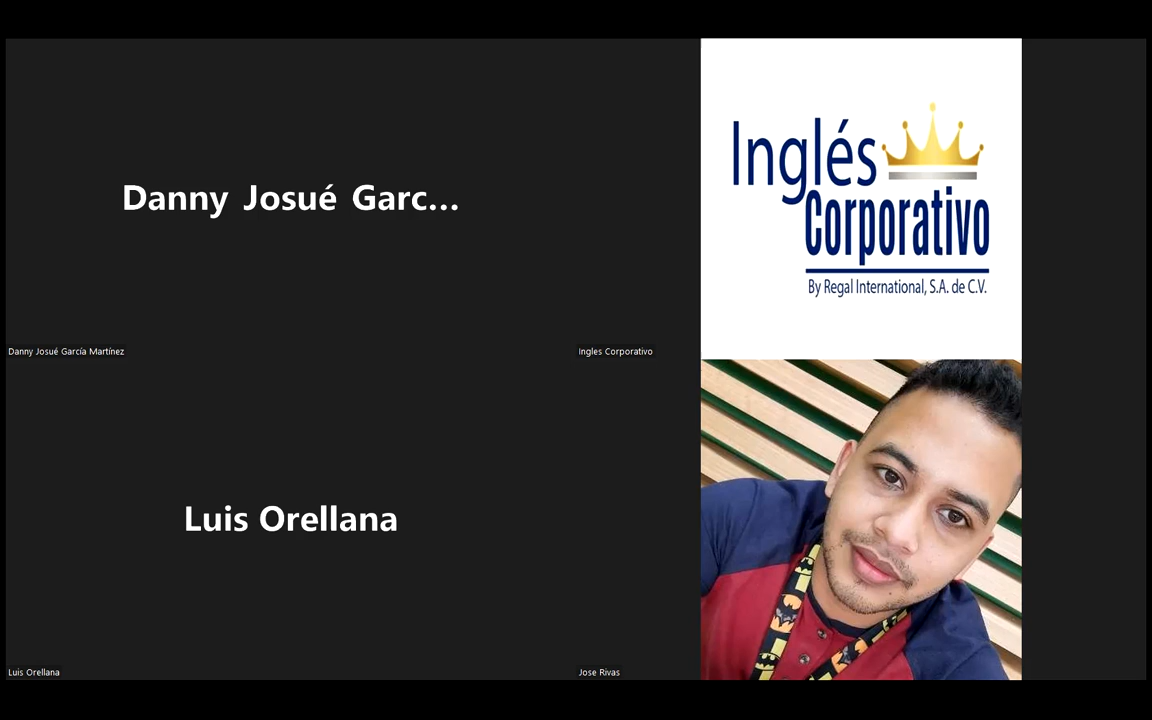 Danny Josué Garc...
Danny Josué García Martínez
Inglés
Corporativo
By Regal International, S.A. de C.V.
Ingles Corporativo
Luis Orellana
Luis Orellana
Jose Rivas